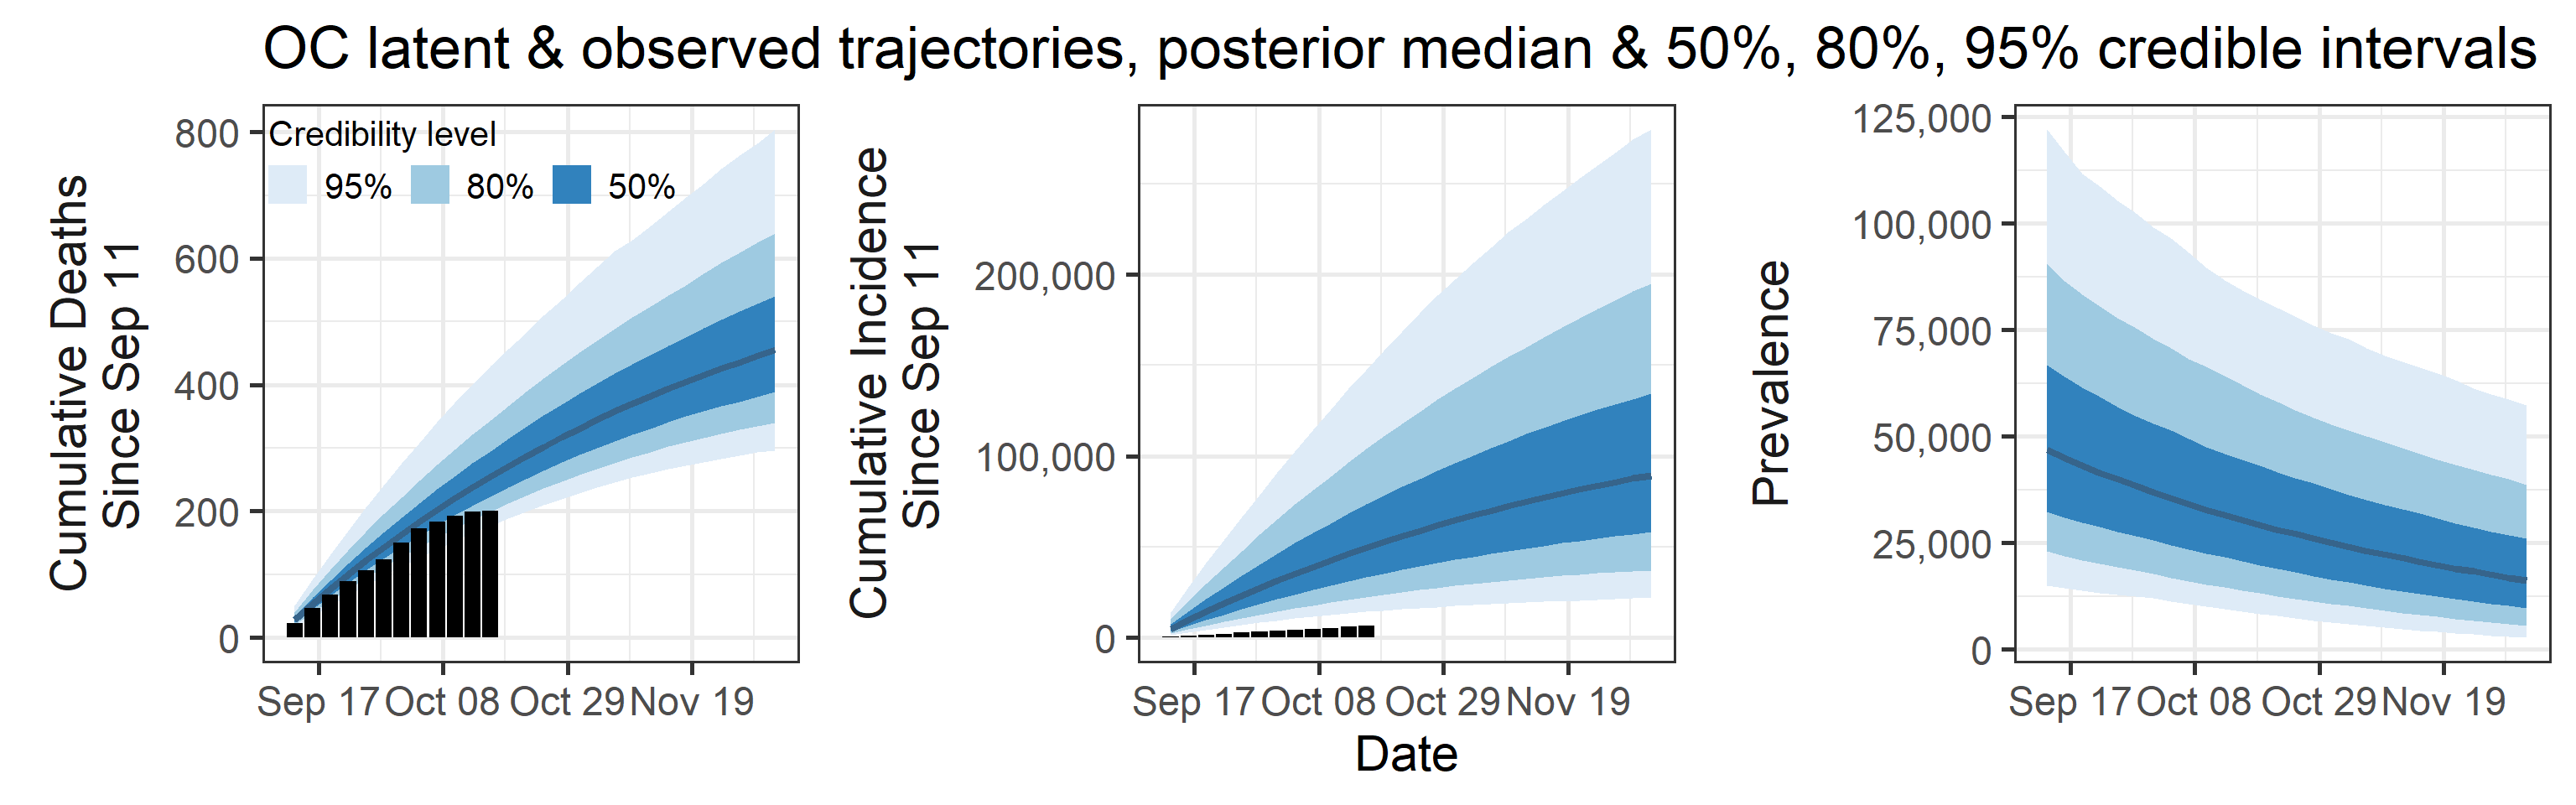 OC latent & observed trajectories, posterior median & 50%, 80%, 95% credible intervals
Cumulative Deaths
Since Sep 11
800
600
400
200
0
Credibility level
95% 80% 50%
Sep 17 Oct 08 Oct 29 Nov 19
Cumulative Incidence
Since Sep 11
200,000
100,000
0
Sep 17 Oct 08 Oct 29 Nov 19
Prevalence
125,000
100,000
75,000
50,000
25,000
0
Sep 17 Oct 08 Oct 29 Nov 19
Date